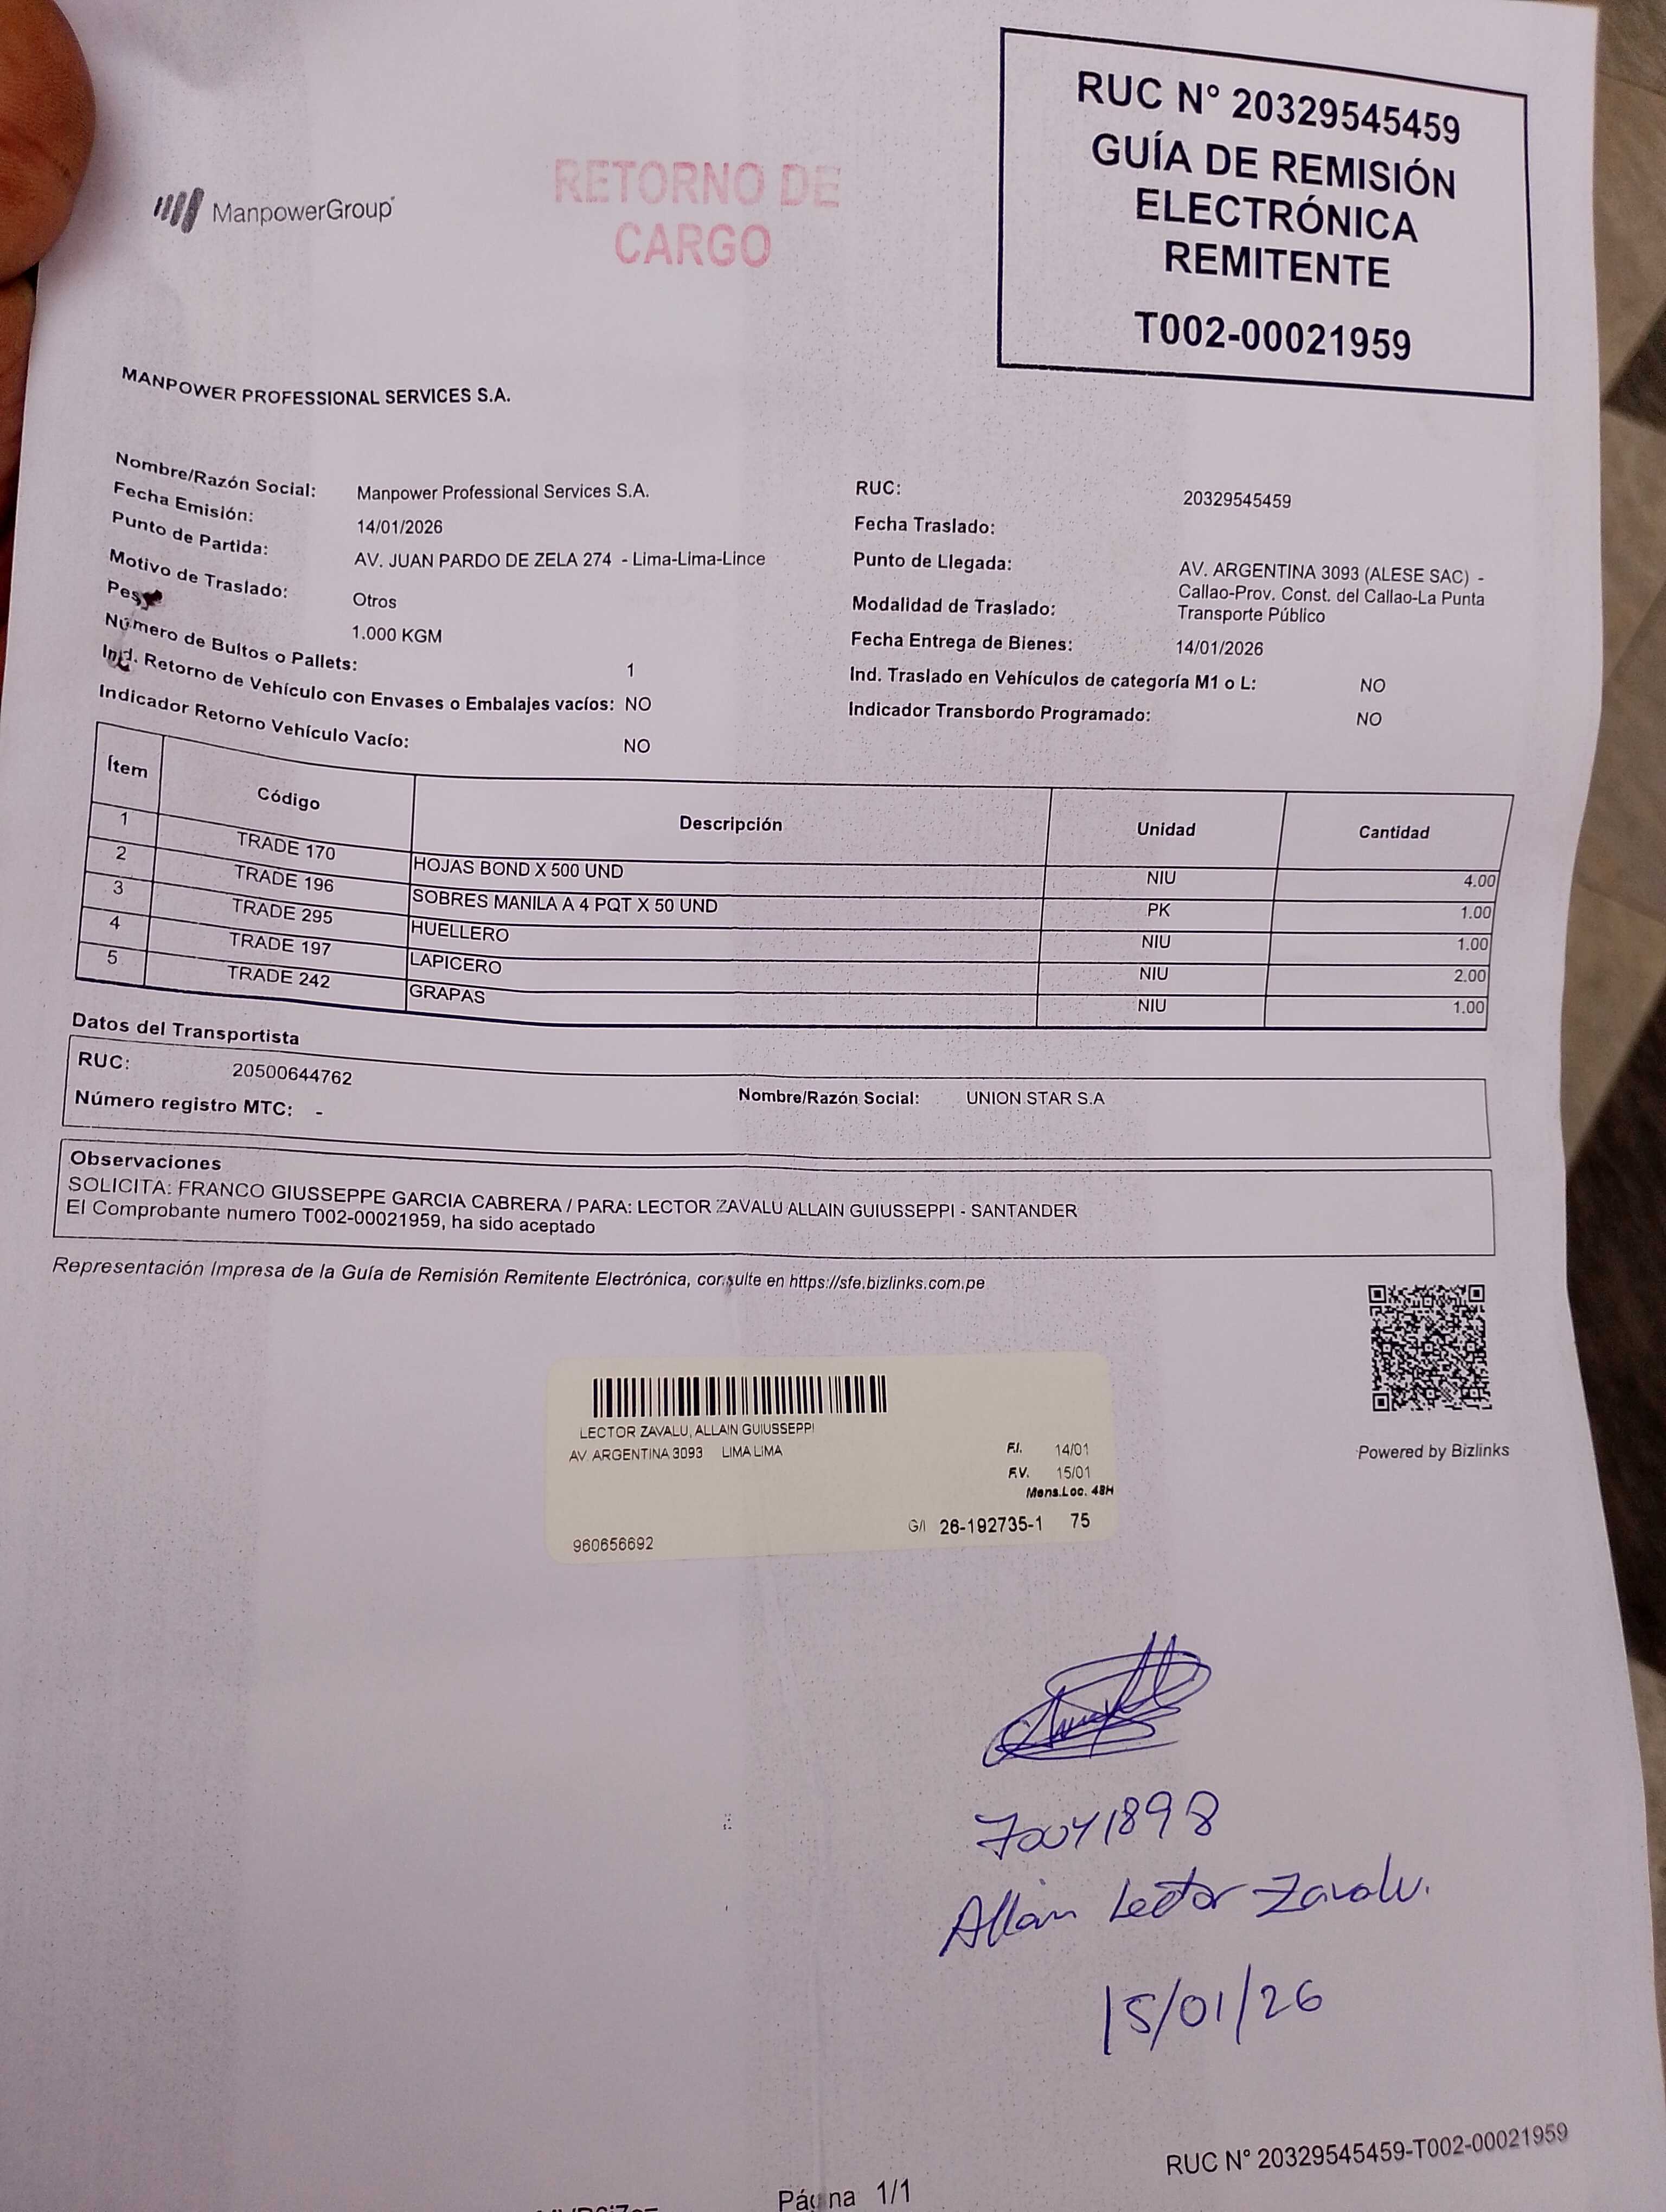 RUC N° 20329545459
GUÍA DE REMISIÓN
ELECTRÓNICA
REMITENTE
T002-00021959
ManpowerGroup
RETORNO DE
CARGO
MANPOWER PROFESSIONAL SERVICES S.A.
Nombre/Razón Social: Manpower Professional Services S.A. RUC: 20329545459
Fecha Emisión: 14/01/2026 Fecha Traslado:
Punto de Partida: AV. JUAN PARDO DE ZELA 274 - Lima-Lima-Lince Punto de Llegada: AV. ARGENTINA 3093 (ALESE SAC) -
Callao-Prov. Const. del Callao-La Punta
Motivo de Traslado: Otros Modalidad de Traslado: Transporte Público
Pes 1.000 KGM Fecha Entrega de Bienes: 14/01/2026
Número de Bultos o Pallets: 1 Ind. Traslado en Vehículos de categoría M1 o L: NO
Ind. Retorno de Vehículo con Envases o Embalajes vacíos: NO Indicador Transbordo Programado: NO
Indicador Retorno Vehículo Vacío: NO
Ítem Código Descripción Unidad Cantidad
1 TRADE 170 HOJAS BOND X 500 UND NIU 4.00
2 TRADE 196 SOBRES MANILA A 4 PQT X 50 UND PK 1.00
3 TRADE 295 HUELLERO NIU 1.00
4 TRADE 197 LAPICERO NIU 2.00
5 TRADE 242 GRAPAS NIU 1.00
Datos del Transportista
RUC: 20500644762 Nombre/Razón Social: UNION STAR S.A
Número registro MTC: -
Observaciones
SOLICITA: FRANCO GIUSSEPPE GARCIA CABRERA / PARA: LECTOR ZAVALU ALLAIN GUIUSSEPPI - SANTANDER
El Comprobante numero T002-00021959, ha sido aceptado
Representación Impresa de la Guía de Remisión Remitente Electrónica, consulte en https://sfe.bizlinks.com.pe
Powered by Bizlinks
LECTOR ZAVALU, ALLAIN GUIUSSEPPI
AV. ARGENTINA 3093 LIMA LIMA
F.I. 14/01
F.V. 15/01
Mens.Loc. 48H
G/I 26-192735-1 75
960656692
Allain Lector Zavalu.
15/01/26
RUC N° 20329545459-T002-00021959
Página 1/1